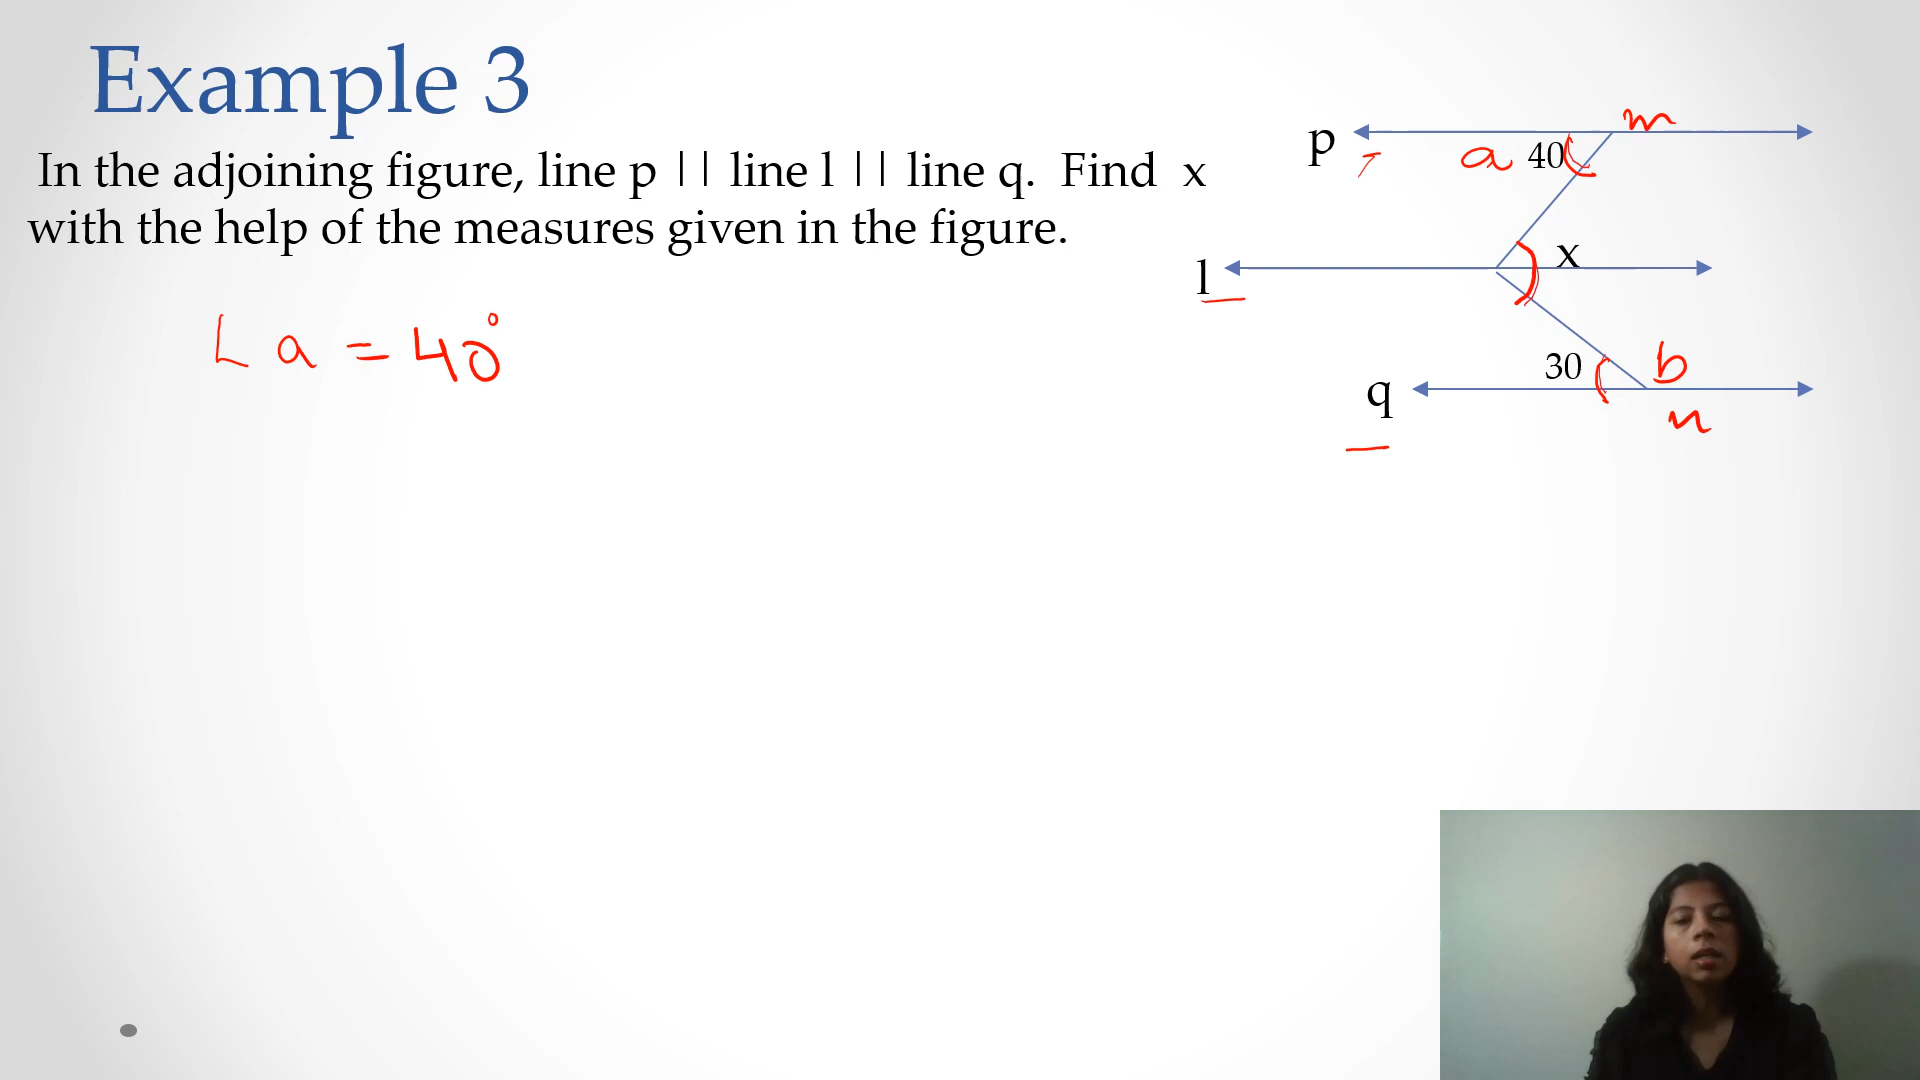 Example 3
In the adjoining figure, line p || line l || line q. Find x
with the help of the measures given in the figure.
∠ a = 40°
m
p
a 40
x
l
30 b
q
n